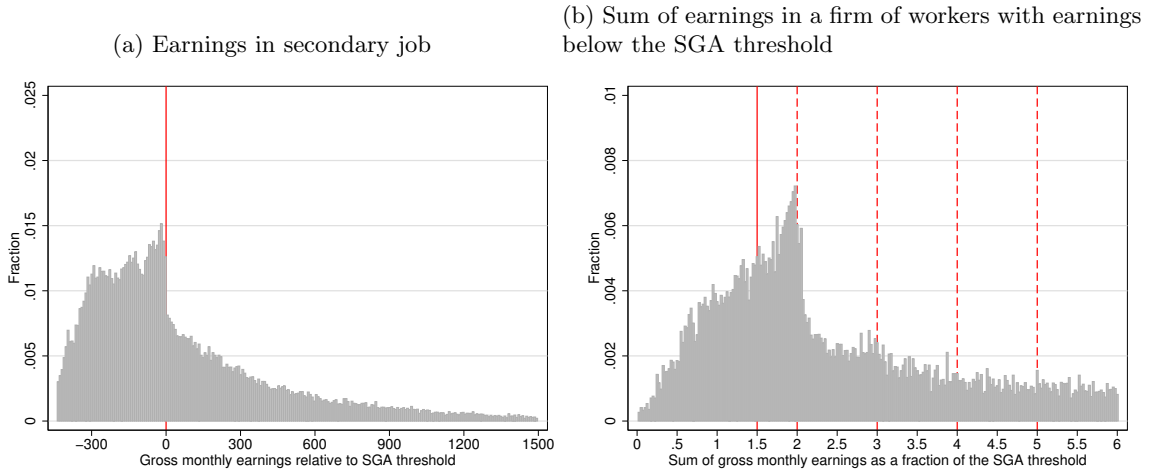 (a) Earnings in secondary job
(b) Sum of earnings in a firm of workers with earnings
below the SGA threshold
Fraction
.025
.02
.015
.01
.005
0
-300 0 300 600 900 1200 1500
Gross monthly earnings relative to SGA threshold
Fraction
.01
.008
.006
.004
.002
0
0 .5 1 1.5 2 2.5 3 3.5 4 4.5 5 5.5 6
Sum of gross monthly earnings as a fraction of the SGA threshold